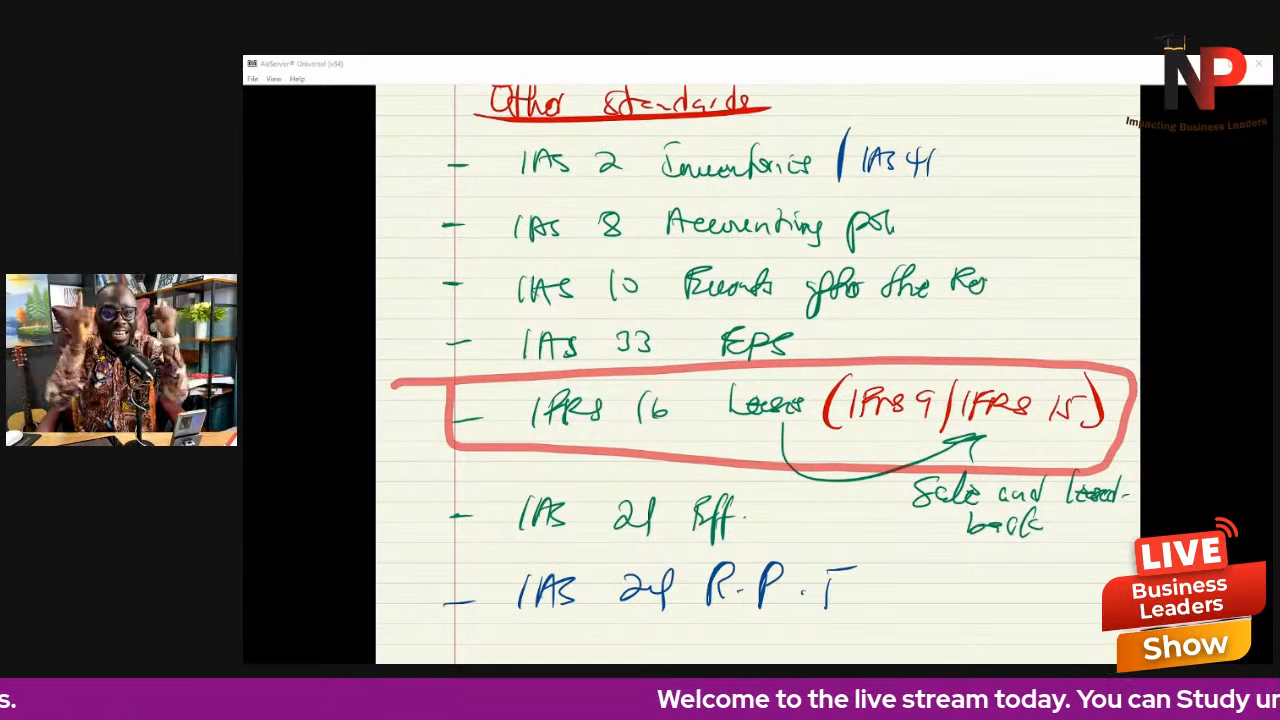 AirServer® Universal (x64)
File View Help
NP
Impacting Business Leaders
Other standards
- IAS 2 Inventories / IAS 41
- IAS 8 Accounting pol
- IAS 10 Events after the Re
- IAS 33 EPS
- IFRS 16 Leases (IFRS 9/IFRS 15)
Sale and Lease-
back
- IAS 21 Eff.
- IAS 24 R.P.T
LIVE
Business
Leaders
Show
s. Welcome to the live stream today. You can Study ur